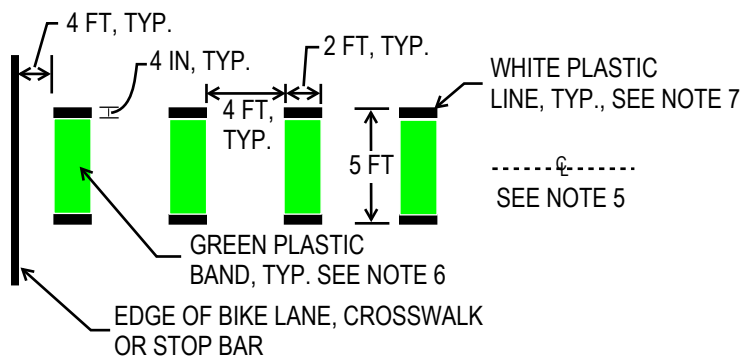 4 FT, TYP.
4 IN, TYP.
2 FT, TYP.
4 FT,
TYP.
WHITE PLASTIC
LINE, TYP., SEE NOTE 7
5 FT
℄
SEE NOTE 5
GREEN PLASTIC
BAND, TYP. SEE NOTE 6
EDGE OF BIKE LANE, CROSSWALK
OR STOP BAR